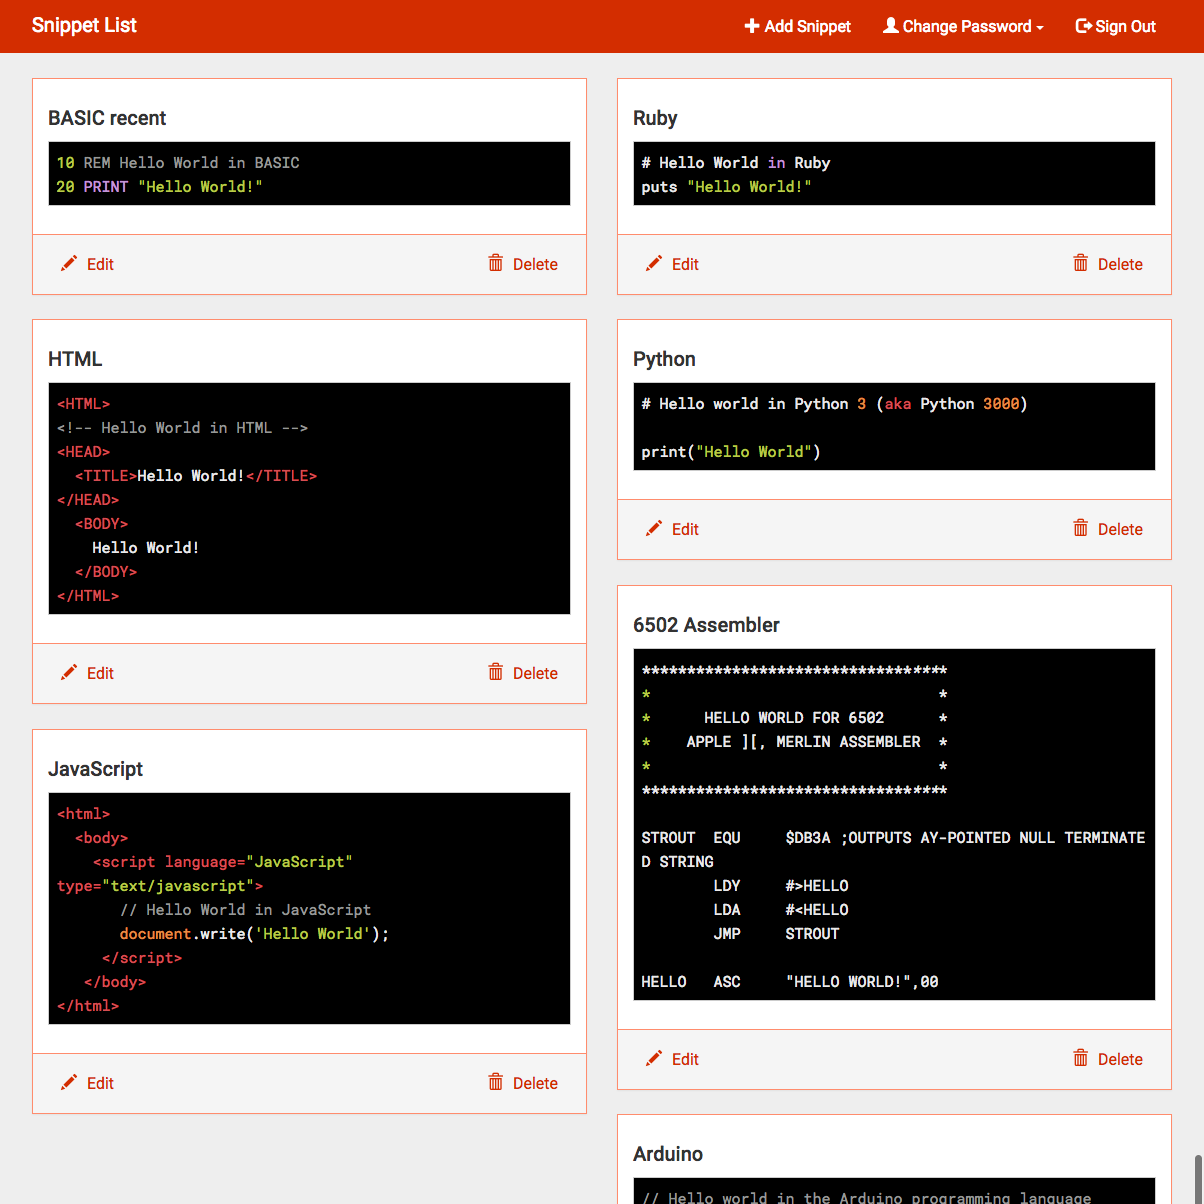 Snippet List
Add Snippet
Change Password
Sign Out
BASIC recent
10 REM Hello World in BASIC
20 PRINT "Hello World!"
Edit
Delete
HTML
<HTML>
<!-- Hello World in HTML -->
<HEAD>
  <TITLE>Hello World!</TITLE>
</HEAD>
  <BODY>
    Hello World!
  </BODY>
</HTML>
Edit
Delete
JavaScript
<html>
  <body>
    <script language="JavaScript"
type="text/javascript">
       // Hello World in JavaScript
       document.write('Hello World');
     </script>
   </body>
</html>
Edit
Delete
Ruby
# Hello World in Ruby
puts "Hello World!"
Edit
Delete
Python
# Hello world in Python 3 (aka Python 3000)
print("Hello World")
Edit
Delete
6502 Assembler
**********************************
*                                *
*      HELLO WORLD FOR 6502      *
*    APPLE ][, MERLIN ASSEMBLER  *
*                                *
**********************************
STROUT  EQU     $DB3A ;OUTPUTS AY-POINTED NULL TERMINATE
D STRING
        LDY     #>HELLO
        LDA     #<HELLO
        JMP     STROUT
HELLO   ASC     "HELLO WORLD!",00
Edit
Delete
Arduino
// Hello world in the Arduino programming language